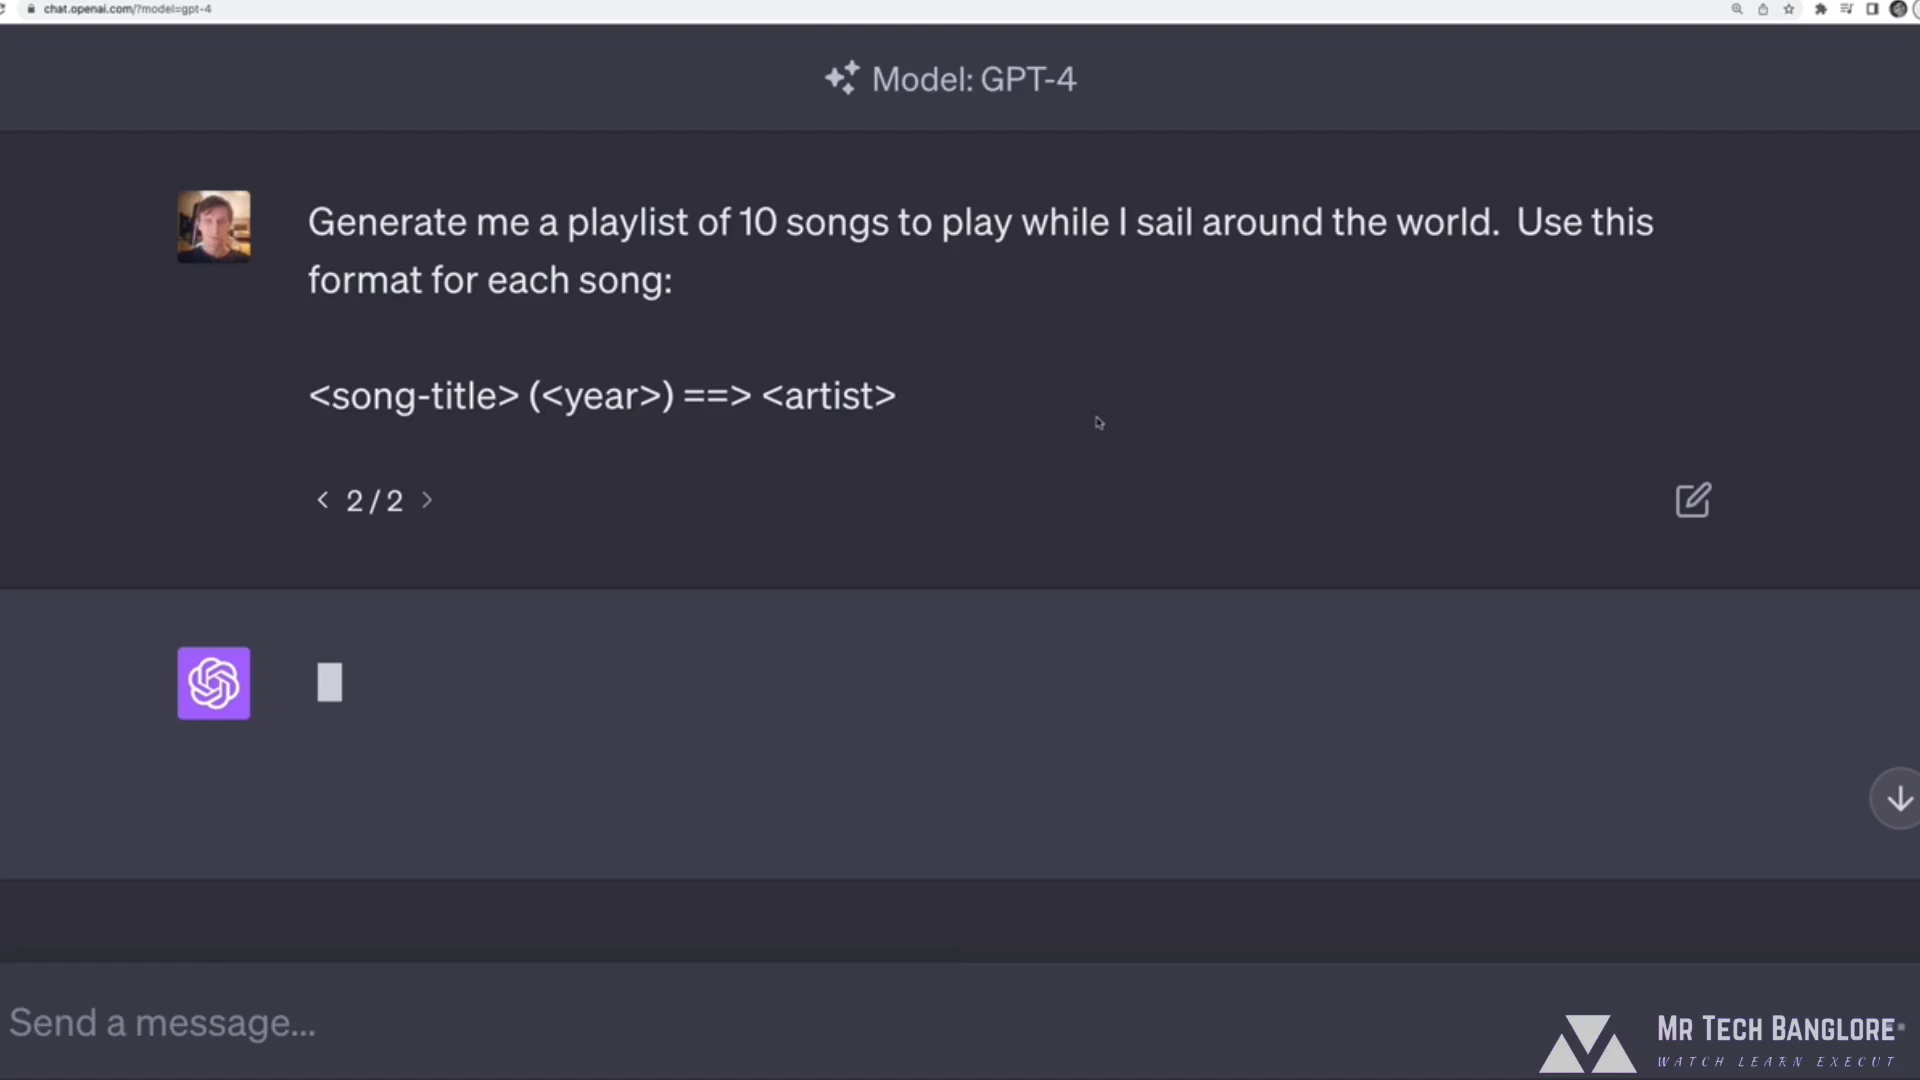 chat.openai.com/?model=gpt-4
Model: GPT-4
Generate me a playlist of 10 songs to play while I sail around the world.  Use this
format for each song:
<song-title> (<year>) ==> <artist>
< 2 / 2 >
Send a message...
MR TECH BANGLORE
WATCH LEARN EXECUT